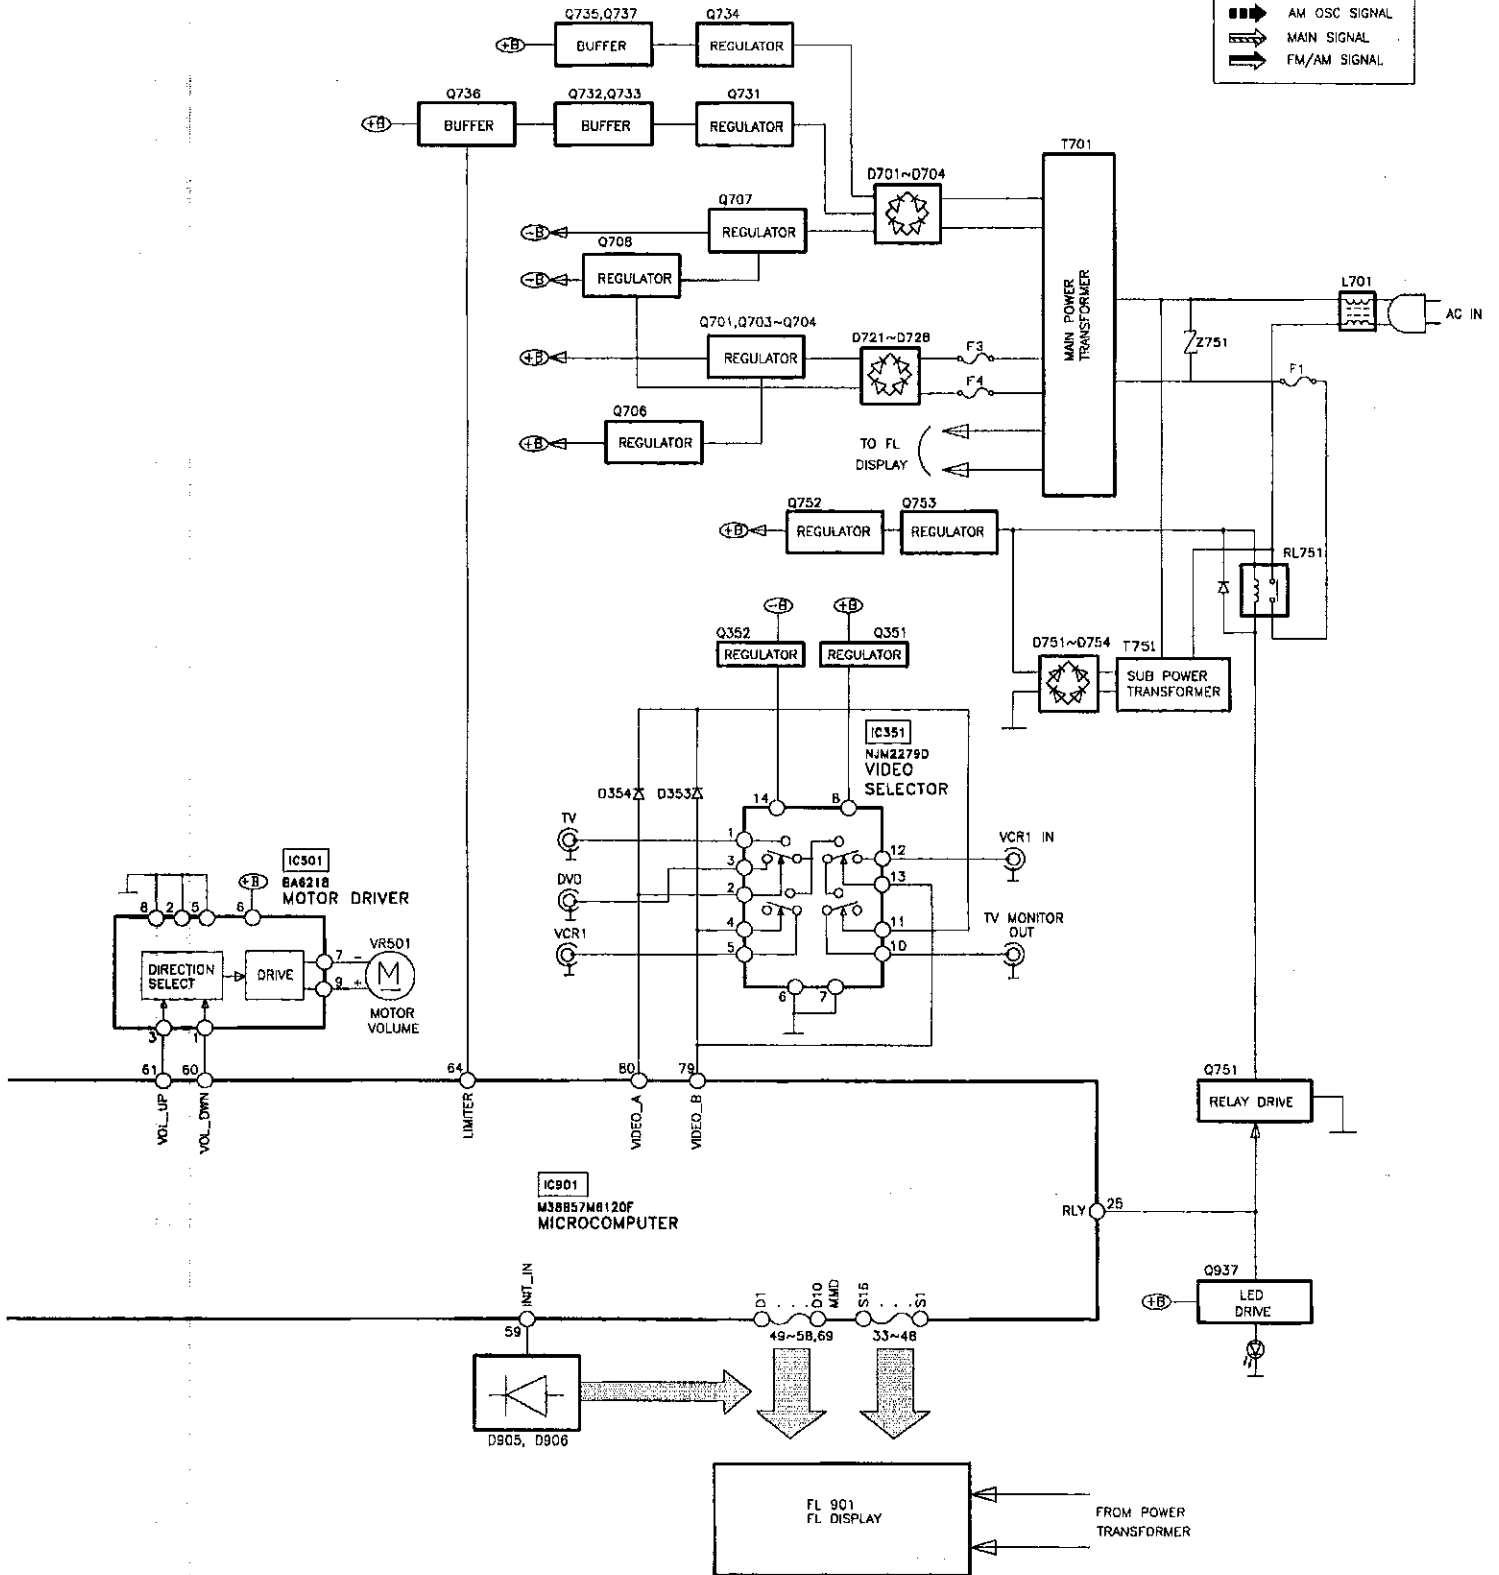 AM OSC SIGNAL
MAIN SIGNAL
FM/AM SIGNAL
Q735,Q737
Q734
+B
BUFFER
REGULATOR
Q736
Q732,Q733
Q731
+B
BUFFER
BUFFER
REGULATOR
T701
D701~D704
Q707
-B
REGULATOR
Q708
-B
REGULATOR
MAIN POWER
TRANSFORMER
L701
AC IN
Q701,Q703~Q704
D721~D728
F3
Z751
+B
REGULATOR
F4
F1
Q706
+B
REGULATOR
TO FL
DISPLAY
Q752
Q753
+B
REGULATOR
REGULATOR
RL751
-B
+B
Q352
Q351
REGULATOR
REGULATOR
D751~D754
T751
SUB POWER
TRANSFORMER
IC351
NJM2279D
VIDEO
SELECTOR
D354
D353
14
8
TV
1
12
VCR1 IN
3
13
DVD
2
VCR1
4
11
TV MONITOR
OUT
5
10
6
7
IC501
BA6218
MOTOR DRIVER
+B
8
2
5
6
VR501
DIRECTION
SELECT
DRIVE
7
-
9
+
M
MOTOR
VOLUME
3
1
61
60
64
80
79
VOL_UP
VOL_DWN
LIMITER
VIDEO_A
VIDEO_B
Q751
RELAY DRIVE
IC901
M38857M8120F
MICROCOMPUTER
RLY
25
Q937
+B
LED
DRIVE
INIT_IN
59
D1
D10
MMD
S16
S1
49~58,69
33~48
D905, D906
FL 901
FL DISPLAY
FROM POWER
TRANSFORMER